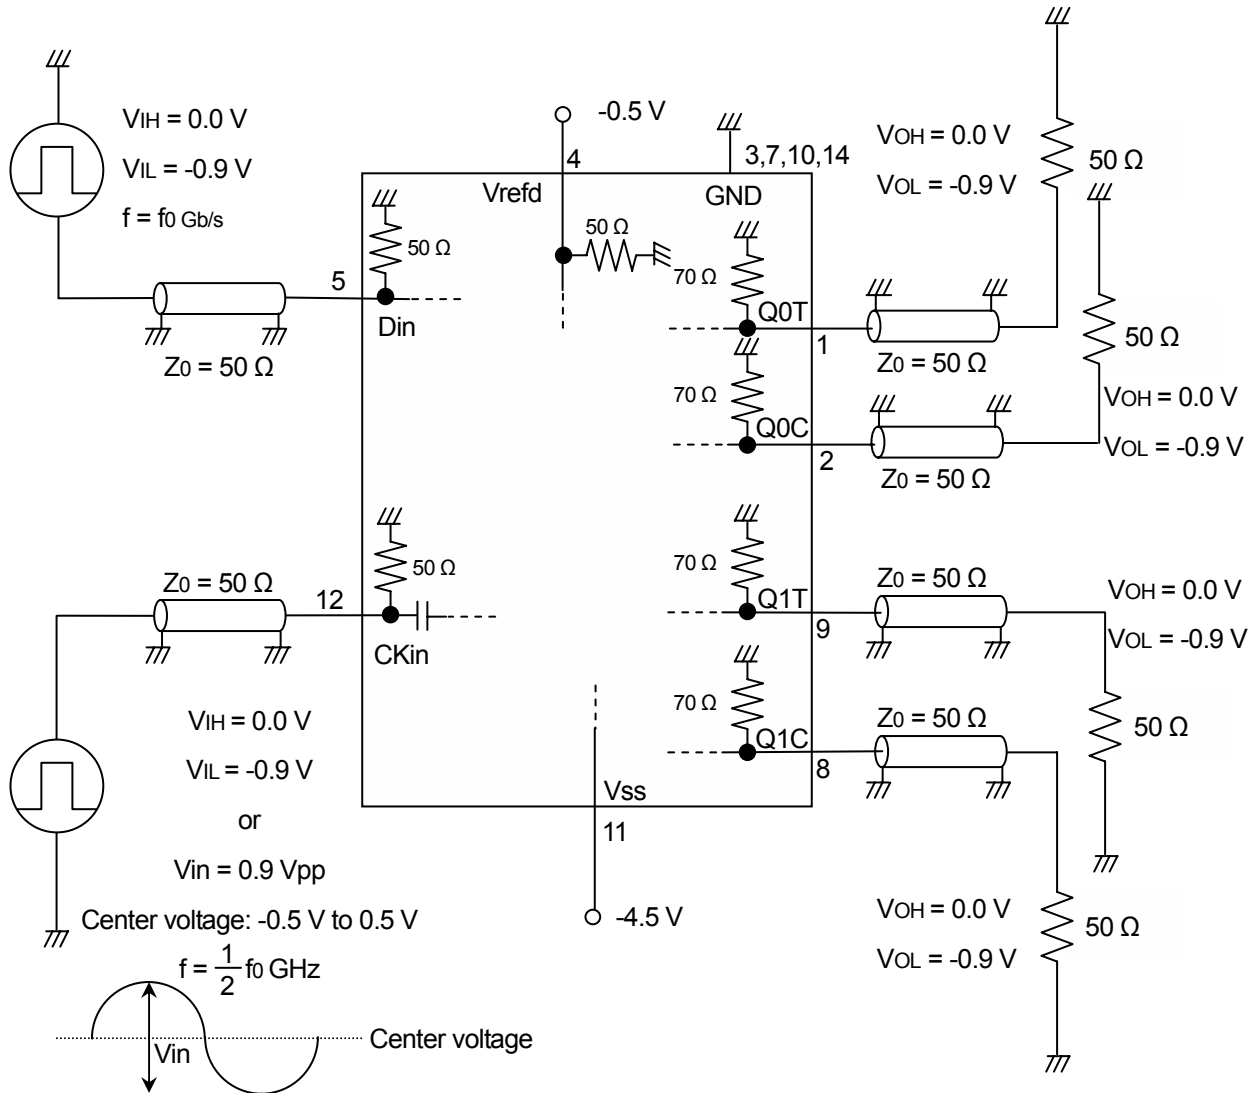 VIH = 0.0 V
VIL = -0.9 V
f = f0 Gb/s
-0.5 V
4
Vrefd
3,7,10,14
GND
50 Ω
50 Ω
5
Din
Z0 = 50 Ω
VOH = 0.0 V
VOL = -0.9 V
50 Ω
70 Ω
Q0T
1
Z0 = 50 Ω
50 Ω
70 Ω
Q0C
2
Z0 = 50 Ω
VOH = 0.0 V
VOL = -0.9 V
Z0 = 50 Ω
12
50 Ω
CKin
70 Ω
Q1T
9
Z0 = 50 Ω
VOH = 0.0 V
VOL = -0.9 V
50 Ω
70 Ω
Q1C
8
Z0 = 50 Ω
VIH = 0.0 V
VIL = -0.9 V
or
Vin = 0.9 Vpp
Center voltage: -0.5 V to 0.5 V
f = 1/2 f0 GHz
Vss
11
-4.5 V
VOH = 0.0 V
VOL = -0.9 V
50 Ω
Vin
Center voltage